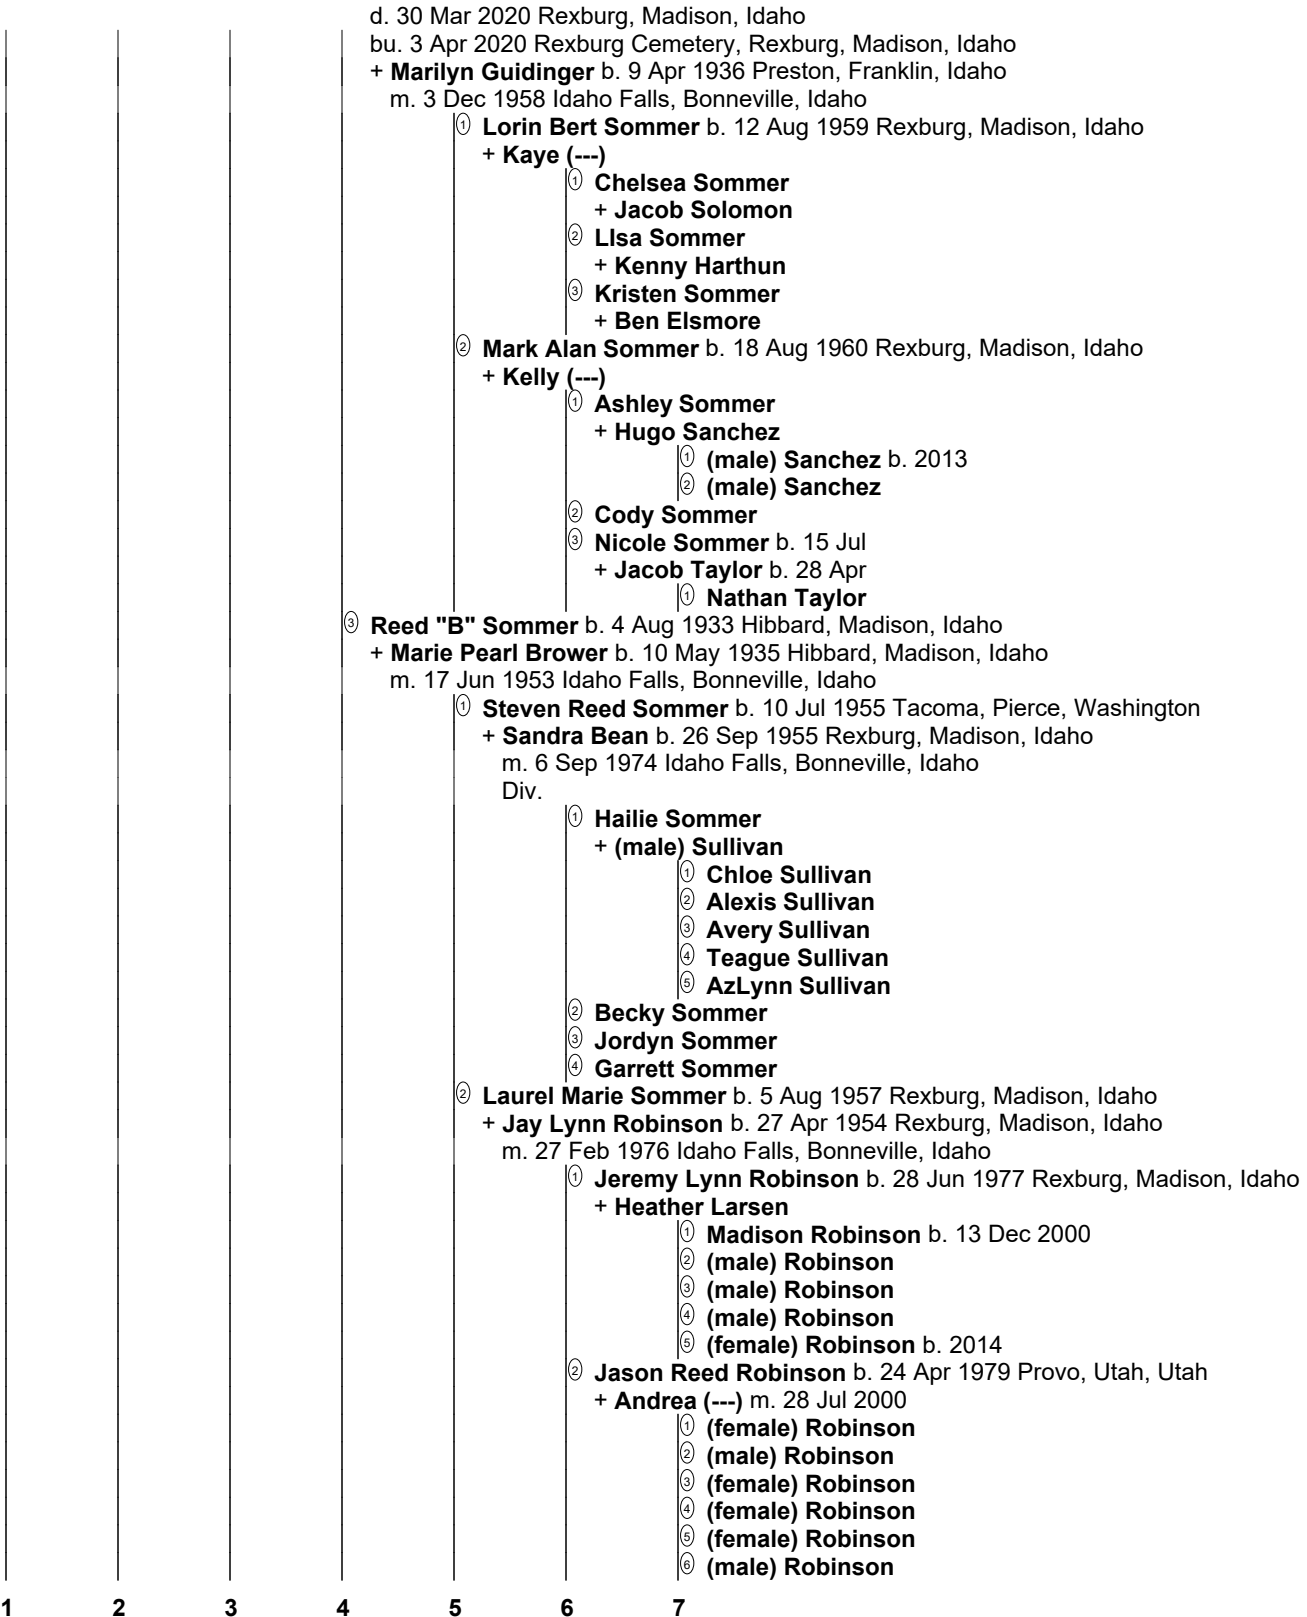 d. 30 Mar 2020 Rexburg, Madison, Idaho
bu. 3 Apr 2020 Rexburg Cemetery, Rexburg, Madison, Idaho
+ Marilyn Guidinger b. 9 Apr 1936 Preston, Franklin, Idaho
m. 3 Dec 1958 Idaho Falls, Bonneville, Idaho
① Lorin Bert Sommer b. 12 Aug 1959 Rexburg, Madison, Idaho
+ Kaye (---)
① Chelsea Sommer
+ Jacob Solomon
② LIsa Sommer
+ Kenny Harthun
③ Kristen Sommer
+ Ben Elsmore
② Mark Alan Sommer b. 18 Aug 1960 Rexburg, Madison, Idaho
+ Kelly (---)
① Ashley Sommer
+ Hugo Sanchez
① (male) Sanchez b. 2013
② (male) Sanchez
② Cody Sommer
③ Nicole Sommer b. 15 Jul
+ Jacob Taylor b. 28 Apr
① Nathan Taylor
③ Reed "B" Sommer b. 4 Aug 1933 Hibbard, Madison, Idaho
+ Marie Pearl Brower b. 10 May 1935 Hibbard, Madison, Idaho
m. 17 Jun 1953 Idaho Falls, Bonneville, Idaho
① Steven Reed Sommer b. 10 Jul 1955 Tacoma, Pierce, Washington
+ Sandra Bean b. 26 Sep 1955 Rexburg, Madison, Idaho
m. 6 Sep 1974 Idaho Falls, Bonneville, Idaho
Div.
① Hailie Sommer
+ (male) Sullivan
① Chloe Sullivan
② Alexis Sullivan
③ Avery Sullivan
④ Teague Sullivan
⑤ AzLynn Sullivan
② Becky Sommer
③ Jordyn Sommer
④ Garrett Sommer
② Laurel Marie Sommer b. 5 Aug 1957 Rexburg, Madison, Idaho
+ Jay Lynn Robinson b. 27 Apr 1954 Rexburg, Madison, Idaho
m. 27 Feb 1976 Idaho Falls, Bonneville, Idaho
① Jeremy Lynn Robinson b. 28 Jun 1977 Rexburg, Madison, Idaho
+ Heather Larsen
① Madison Robinson b. 13 Dec 2000
② (male) Robinson
③ (male) Robinson
④ (male) Robinson
⑤ (female) Robinson b. 2014
② Jason Reed Robinson b. 24 Apr 1979 Provo, Utah, Utah
+ Andrea (---) m. 28 Jul 2000
① (female) Robinson
② (male) Robinson
③ (female) Robinson
④ (female) Robinson
⑤ (female) Robinson
⑥ (male) Robinson
1 2 3 4 5 6 7